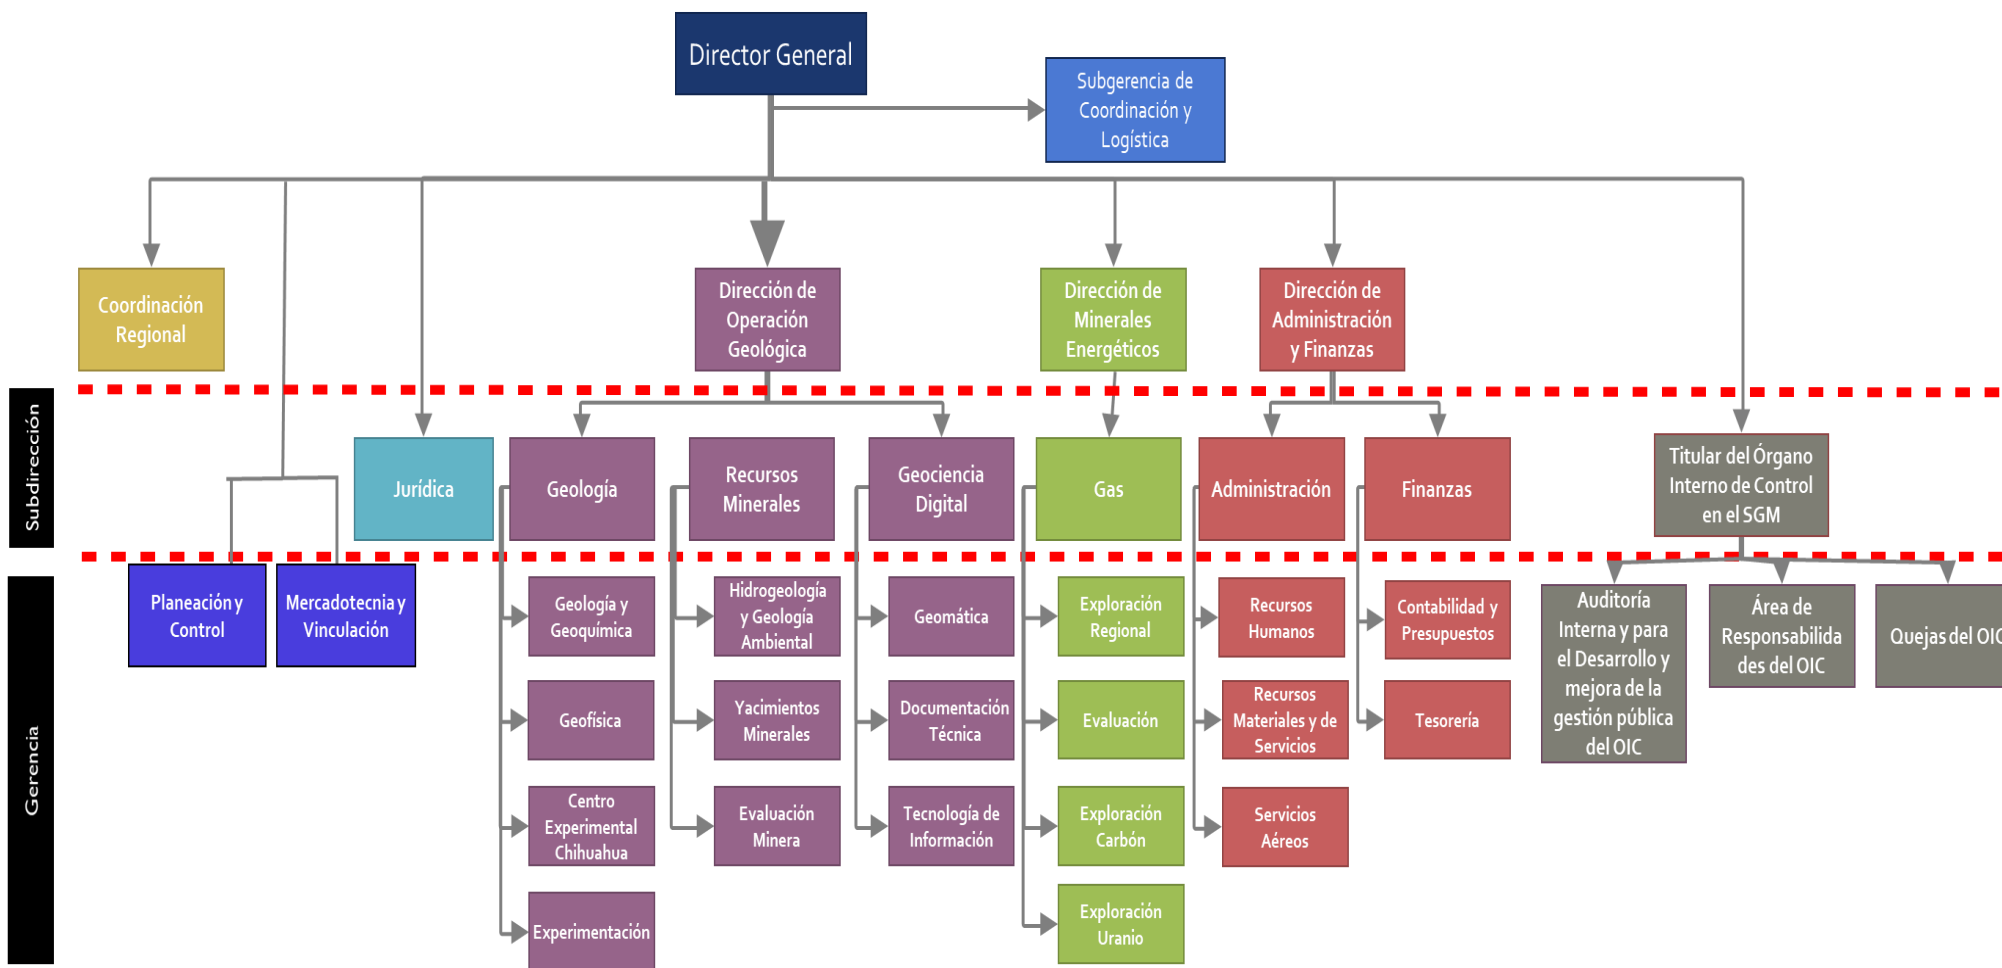 Director General
Subgerencia de
Coordinación y
Logística
Coordinación
Regional
Dirección de
Operación
Geológica
Dirección de
Minerales
Energéticos
Dirección de
Administración
y Finanzas
Subdirección
Jurídica
Geología
Recursos
Minerales
Geociencia
Digital
Gas
Administración
Finanzas
Titular del Órgano
Interno de Control
en el SGM
Gerencia
Planeación y
Control
Mercadotecnia y
Vinculación
Geología y
Geoquímica
Hidrogeología
y Geología
Ambiental
Geomática
Exploración
Regional
Recursos
Humanos
Contabilidad y
Presupuestos
Auditoría
Interna y para
el Desarrollo y
mejora de la
gestión pública
del OIC
Área de
Responsabilida
des del OIC
Quejas del OIC
Geofísica
Yacimientos
Minerales
Documentación
Técnica
Evaluación
Recursos
Materiales y de
Servicios
Tesorería
Centro
Experimental
Chihuahua
Evaluación
Minera
Tecnología de
Información
Exploración
Carbón
Servicios
Aéreos
Experimentación
Exploración
Uranio